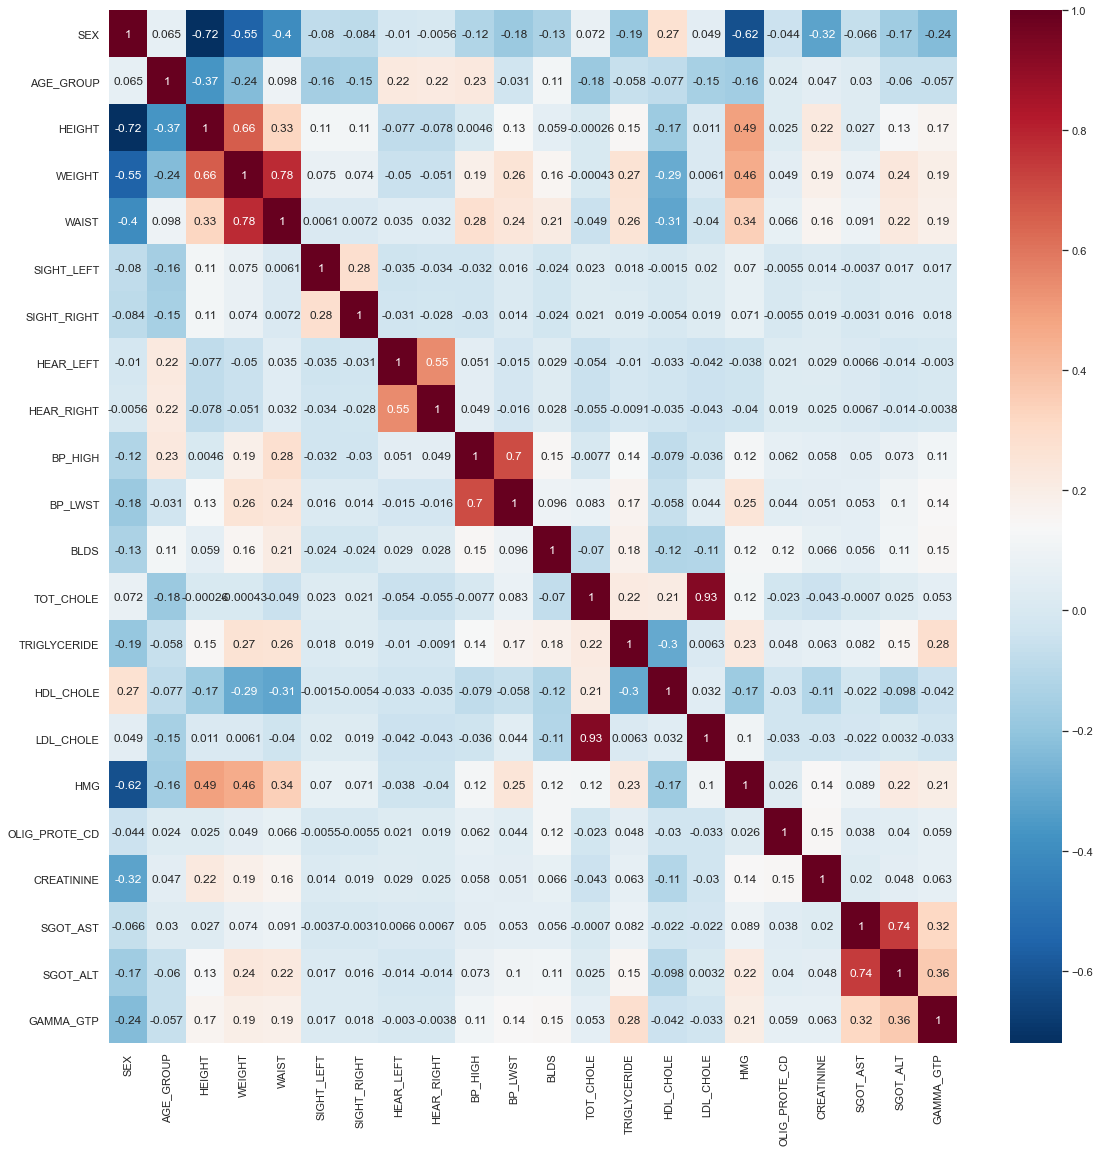 SEX 1 0.065 -0.72 -0.55 -0.4 -0.08 -0.084 -0.01 -0.0056 -0.12 -0.18 -0.13 0.072 -0.19 0.27 0.049 -0.62 -0.044 -0.32 -0.066 -0.17 -0.24
AGE_GROUP 0.065 1 -0.37 -0.24 0.098 -0.16 -0.15 0.22 0.22 0.23 -0.031 0.11 -0.18 -0.058 -0.077 -0.15 -0.16 0.024 0.047 0.03 -0.06 -0.057
HEIGHT -0.72 -0.37 1 0.66 0.33 0.11 0.11 -0.077 -0.078 0.0046 0.13 0.059 -0.00026 0.15 -0.17 0.011 0.49 0.025 0.22 0.027 0.13 0.17
WEIGHT -0.55 -0.24 0.66 1 0.78 0.075 0.074 -0.05 -0.051 0.19 0.26 0.16 -0.00043 0.27 -0.29 0.0061 0.46 0.049 0.19 0.074 0.24 0.19
WAIST -0.4 0.098 0.33 0.78 1 0.0061 0.0072 0.035 0.032 0.28 0.24 0.21 -0.049 0.26 -0.31 -0.04 0.34 0.066 0.16 0.091 0.22 0.19
SIGHT_LEFT -0.08 -0.16 0.11 0.075 0.0061 1 0.28 -0.035 -0.034 -0.032 0.016 -0.024 0.023 0.018 -0.0015 0.02 0.07 -0.0055 0.014 -0.0037 0.017 0.017
SIGHT_RIGHT -0.084 -0.15 0.11 0.074 0.0072 0.28 1 -0.031 -0.028 -0.03 0.014 -0.024 0.021 0.019 -0.0054 0.019 0.071 -0.0055 0.019 -0.0031 0.016 0.018
HEAR_LEFT -0.01 0.22 -0.077 -0.05 0.035 -0.035 -0.031 1 0.55 0.051 -0.015 0.029 -0.054 -0.01 -0.033 -0.042 -0.038 0.021 0.029 0.0066 -0.014 -0.003
HEAR_RIGHT -0.0056 0.22 -0.078 -0.051 0.032 -0.034 -0.028 0.55 1 0.049 -0.016 0.028 -0.055 -0.0091 -0.035 -0.043 -0.04 0.019 0.025 0.0067 -0.014 -0.0038
BP_HIGH -0.12 0.23 0.0046 0.19 0.28 -0.032 -0.03 0.051 0.049 1 0.7 0.15 -0.0077 0.14 -0.079 -0.036 0.12 0.062 0.058 0.05 0.073 0.11
BP_LWST -0.18 -0.031 0.13 0.26 0.24 0.016 0.014 -0.015 -0.016 0.7 1 0.096 0.083 0.17 -0.058 0.044 0.25 0.044 0.051 0.053 0.1 0.14
BLDS -0.13 0.11 0.059 0.16 0.21 -0.024 -0.024 0.029 0.028 0.15 0.096 1 -0.07 0.18 -0.12 -0.11 0.12 0.12 0.066 0.056 0.11 0.15
TOT_CHOLE 0.072 -0.18 -0.00026 -0.00043 -0.049 0.023 0.021 -0.054 -0.055 -0.0077 0.083 -0.07 1 0.22 0.21 0.93 0.12 -0.023 -0.043 -0.0007 0.025 0.053
TRIGLYCERIDE -0.19 -0.058 0.15 0.27 0.26 0.018 0.019 -0.01 -0.0091 0.14 0.17 0.18 0.22 1 -0.3 0.0063 0.23 0.048 0.063 0.082 0.15 0.28
HDL_CHOLE 0.27 -0.077 -0.17 -0.29 -0.31 -0.0015 -0.0054 -0.033 -0.035 -0.079 -0.058 -0.12 0.21 -0.3 1 0.032 -0.17 -0.03 -0.11 -0.022 -0.098 -0.042
LDL_CHOLE 0.049 -0.15 0.011 0.0061 -0.04 0.02 0.019 -0.042 -0.043 -0.036 0.044 -0.11 0.93 0.0063 0.032 1 0.1 -0.033 -0.03 -0.022 0.0032 -0.033
HMG -0.62 -0.16 0.49 0.46 0.34 0.07 0.071 -0.038 -0.04 0.12 0.25 0.12 0.12 0.23 -0.17 0.1 1 0.026 0.14 0.089 0.22 0.21
OLIG_PROTE_CD -0.044 0.024 0.025 0.049 0.066 -0.0055 -0.0055 0.021 0.019 0.062 0.044 0.12 -0.023 0.048 -0.03 -0.033 0.026 1 0.15 0.038 0.04 0.059
CREATININE -0.32 0.047 0.22 0.19 0.16 0.014 0.019 0.029 0.025 0.058 0.051 0.066 -0.043 0.063 -0.11 -0.03 0.14 0.15 1 0.02 0.048 0.063
SGOT_AST -0.066 0.03 0.027 0.074 0.091 -0.0037 -0.0031 0.0066 0.0067 0.05 0.053 0.056 -0.0007 0.082 -0.022 -0.022 0.089 0.038 0.02 1 0.74 0.32
SGOT_ALT -0.17 -0.06 0.13 0.24 0.22 0.017 0.016 -0.014 -0.014 0.073 0.1 0.11 0.025 0.15 -0.098 0.0032 0.22 0.04 0.048 0.74 1 0.36
GAMMA_GTP -0.24 -0.057 0.17 0.19 0.19 0.017 0.018 -0.003 -0.0038 0.11 0.14 0.15 0.053 0.28 -0.042 -0.033 0.21 0.059 0.063 0.32 0.36 1
SEX AGE_GROUP HEIGHT WEIGHT WAIST SIGHT_LEFT SIGHT_RIGHT HEAR_LEFT HEAR_RIGHT BP_HIGH BP_LWST BLDS TOT_CHOLE TRIGLYCERIDE HDL_CHOLE LDL_CHOLE HMG OLIG_PROTE_CD CREATININE SGOT_AST SGOT_ALT GAMMA_GTP
1.0
0.8
0.6
0.4
0.2
0.0
−0.2
−0.4
−0.6